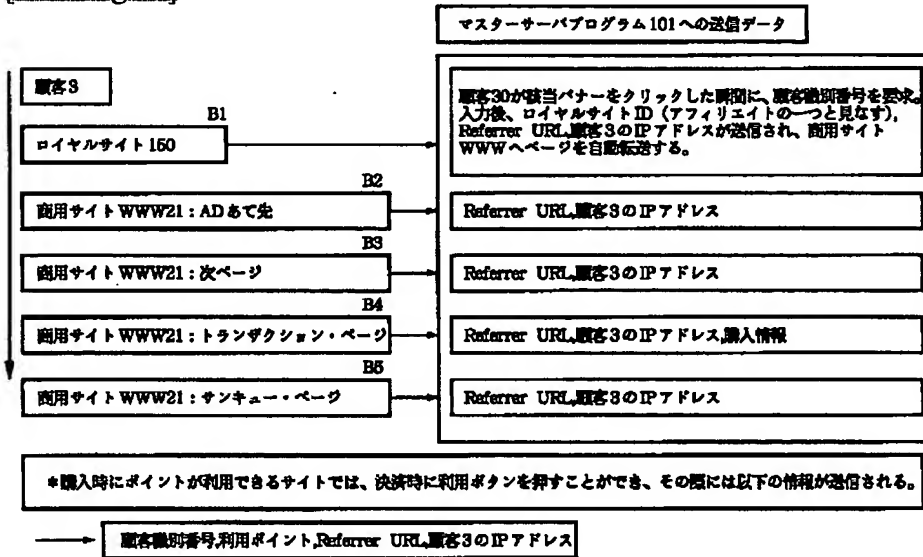 マスターサーバプログラム101への送信データ
顧客3
B1
ロイヤルサイト150
顧客30が該当バナーをクリックした瞬間に、顧客識別番号を要求。
入力後、ロイヤルサイトID（アフィリエイトの一つと見なす）,
Referrer URL,顧客3のIPアドレスが送信され、商用サイト
WWWへページを自動転送する。
B2
商用サイトWWW21：ADあて先
Referrer URL,顧客3のIPアドレス
B3
商用サイトWWW21：次ページ
Referrer URL,顧客3のIPアドレス
B4
商用サイトWWW21：トランザクション・ページ
Referrer URL,顧客3のIPアドレス,購入情報
B5
商用サイトWWW21：サンキュー・ページ
Referrer URL,顧客3のIPアドレス
*購入時にポイントが利用できるサイトでは、決済時に利用ボタンを押すことができ、その際には以下の情報が送信される。
顧客識別番号,利用ポイント,Referrer URL,顧客3のIPアドレス